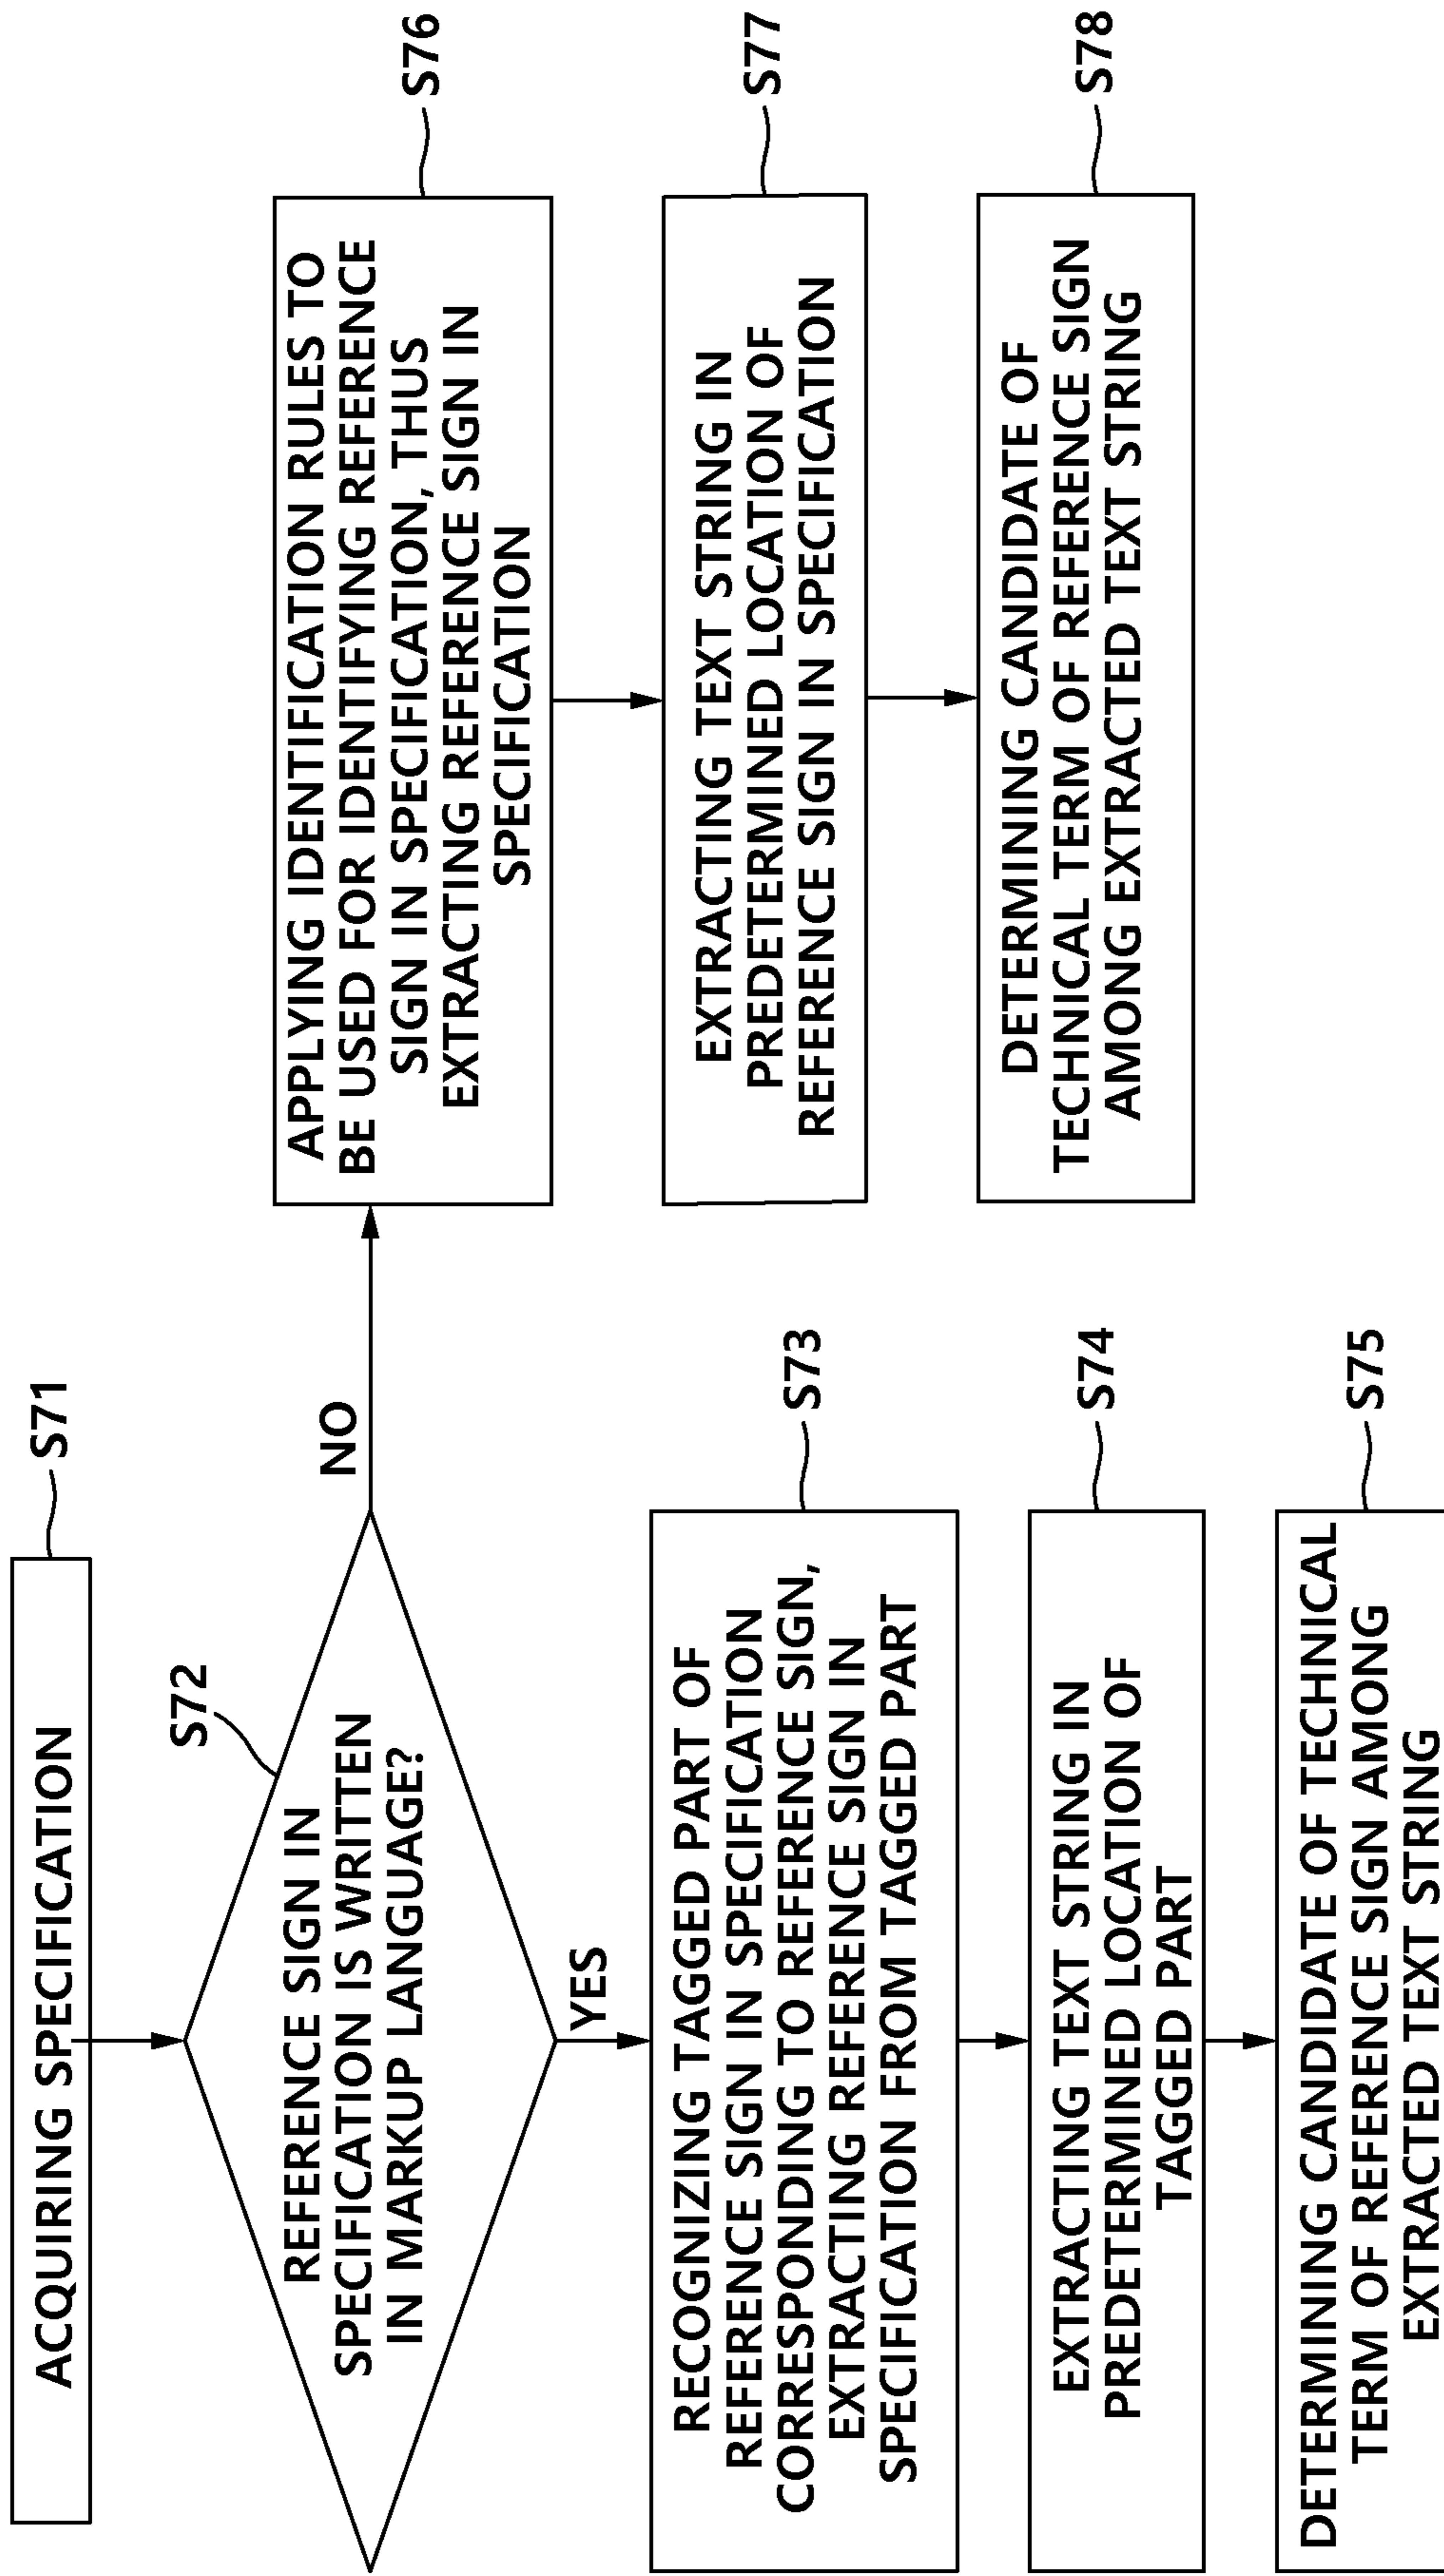 ACQUIRING SPECIFICATION
S71
S72
REFERENCE SIGN IN
SPECIFICATION IS WRITTEN
IN MARKUP LANGUAGE?
NO
YES
RECOGNIZING TAGGED PART OF
REFERENCE SIGN IN SPECIFICATION
CORRESPONDING TO REFERENCE SIGN,
EXTRACTING REFERENCE SIGN IN
SPECIFICATION FROM TAGGED PART
S73
EXTRACTING TEXT STRING IN
PREDETERMINED LOCATION OF
TAGGED PART
S74
DETERMINING CANDIDATE OF TECHNICAL
TERM OF REFERENCE SIGN AMONG
EXTRACTED TEXT STRING
S75
APPLYING IDENTIFICATION RULES TO
BE USED FOR IDENTIFYING REFERENCE
SIGN IN SPECIFICATION, THUS
EXTRACTING REFERENCE SIGN IN
SPECIFICATION
S76
EXTRACTING TEXT STRING IN
PREDETERMINED LOCATION OF
REFERENCE SIGN IN SPECIFICATION
S77
DETERMINING CANDIDATE OF
TECHNICAL TERM OF REFERENCE SIGN
AMONG EXTRACTED TEXT STRING
S78